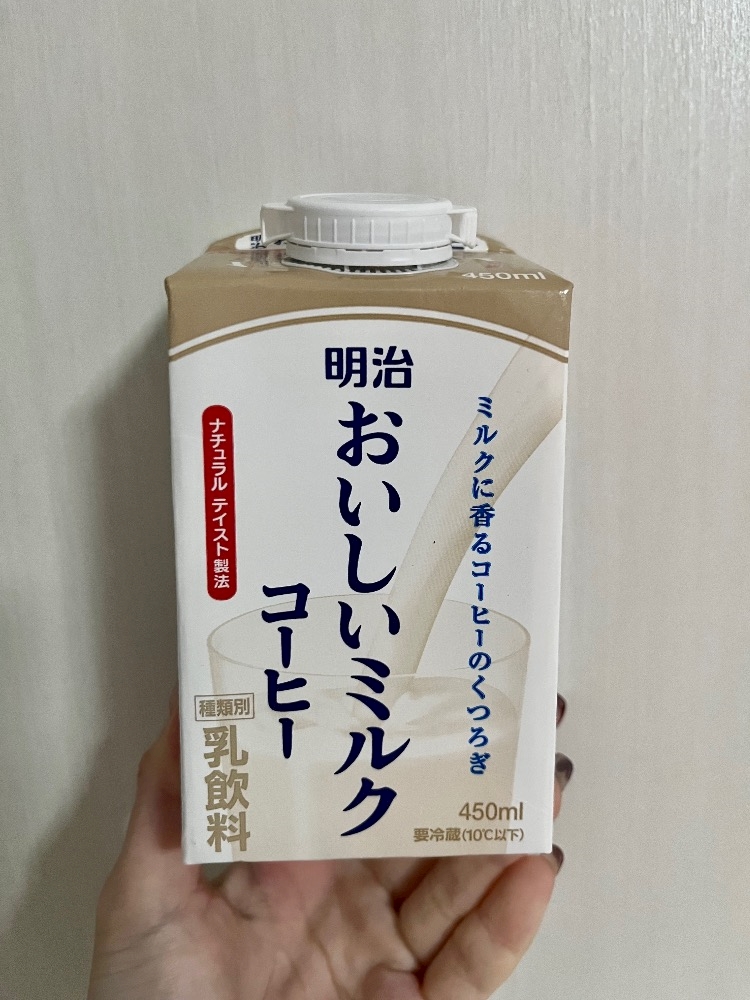 450ml
明治
おいしいミルク
コーヒー
ミルクに香るコーヒーのくつろぎ
ナチュラル テイスト製法
種類別
乳飲料
450ml
要冷蔵(10℃以下)